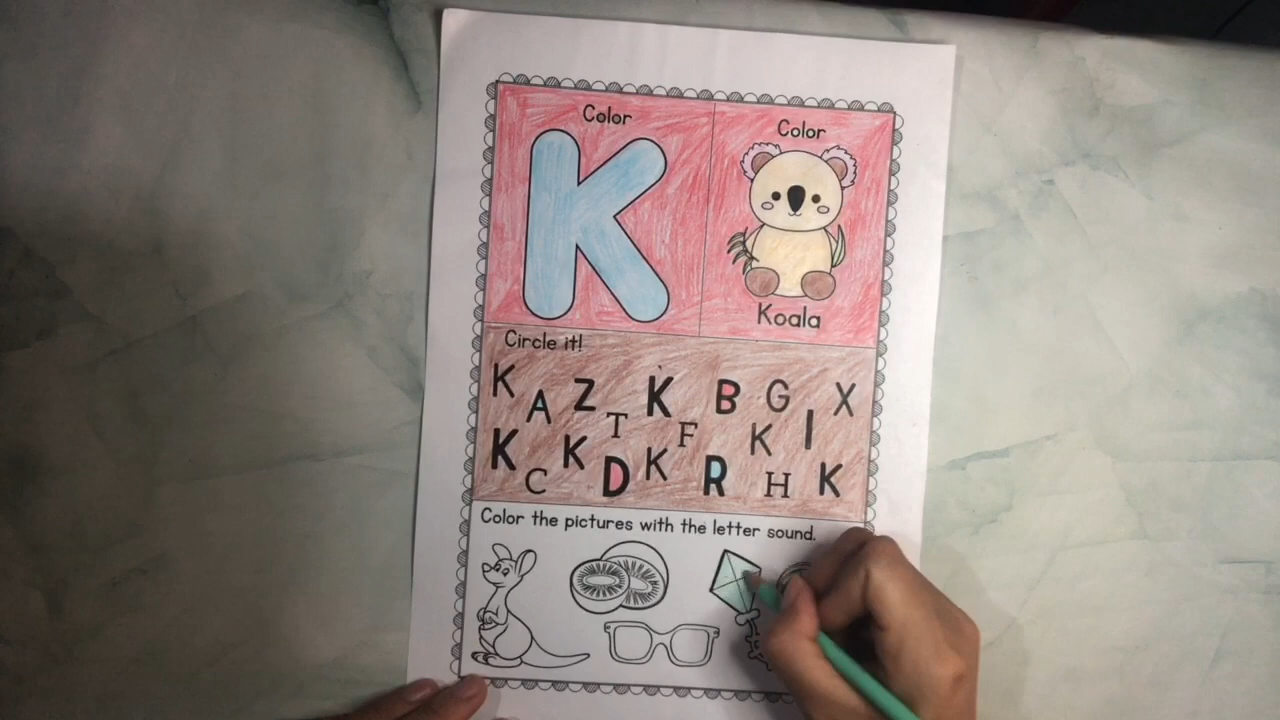 Color
K
Color
Koala
Circle it!
K A Z T K F B G K I X
K C K D K R H K
Color the pictures with the letter sound.